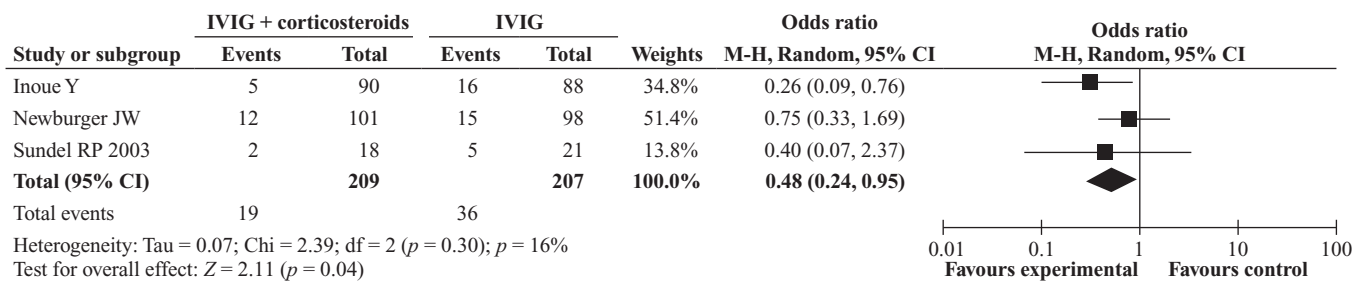 IVIG + corticosteroids IVIG Odds ratio Odds ratio
Study or subgroup Events Total Events Total Weights M-H, Random, 95% CI M-H, Random, 95% CI
Inoue Y 5 90 16 88 34.8% 0.26 (0.09, 0.76)
Newburger JW 12 101 15 98 51.4% 0.75 (0.33, 1.69)
Sundel RP 2003 2 18 5 21 13.8% 0.40 (0.07, 2.37)
Total (95% CI) 209 207 100.0% 0.48 (0.24, 0.95)
Total events 19 36
Heterogeneity: Tau = 0.07; Chi = 2.39; df = 2 (p = 0.30); p = 16%
Test for overall effect: Z = 2.11 (p = 0.04)
0.01 0.1 1 10 100
Favours experimental Favours control